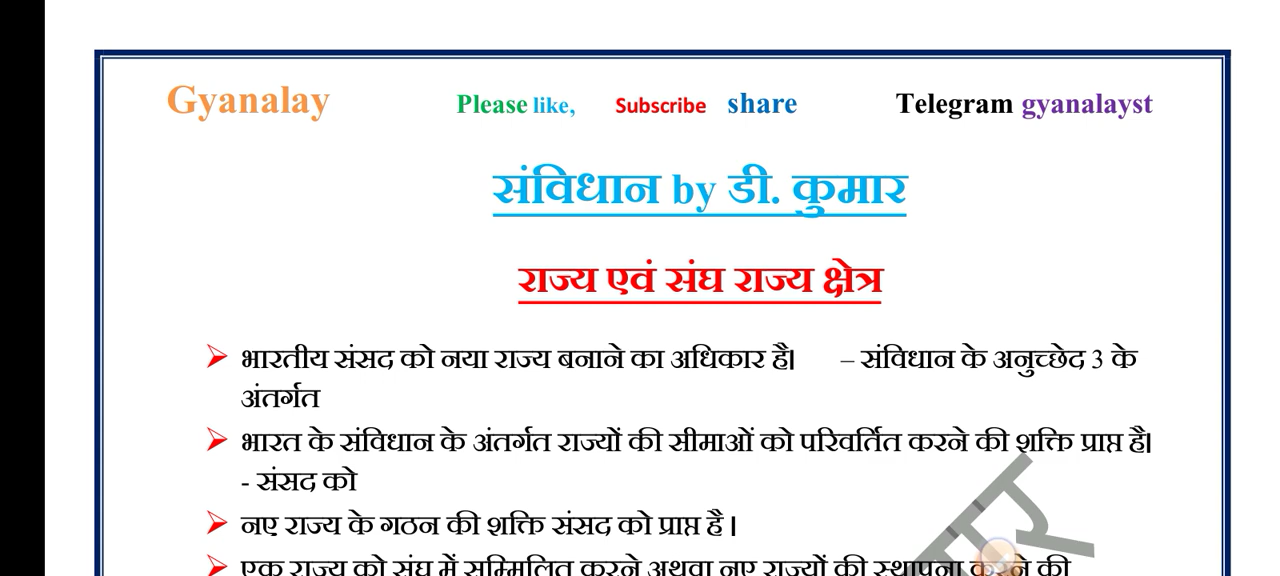 Gyanalay Please like, Subscribe share Telegram gyanalayst
संविधान by डी. कुमार
राज्य एवं संघ राज्य क्षेत्र
➢ भारतीय संसद को नया राज्य बनाने का अधिकार है। – संविधान के अनुच्छेद 3 के
अंतर्गत
➢ भारत के संविधान के अंतर्गत राज्यों की सीमाओं को परिवर्तित करने की शक्ति प्राप्त है।
- संसद को
➢ नए राज्य के गठन की शक्ति संसद को प्राप्त है ।
➢ एक राज्य को संघ में सम्मिलित करने अथवा नए राज्यों की स्थापना करने की